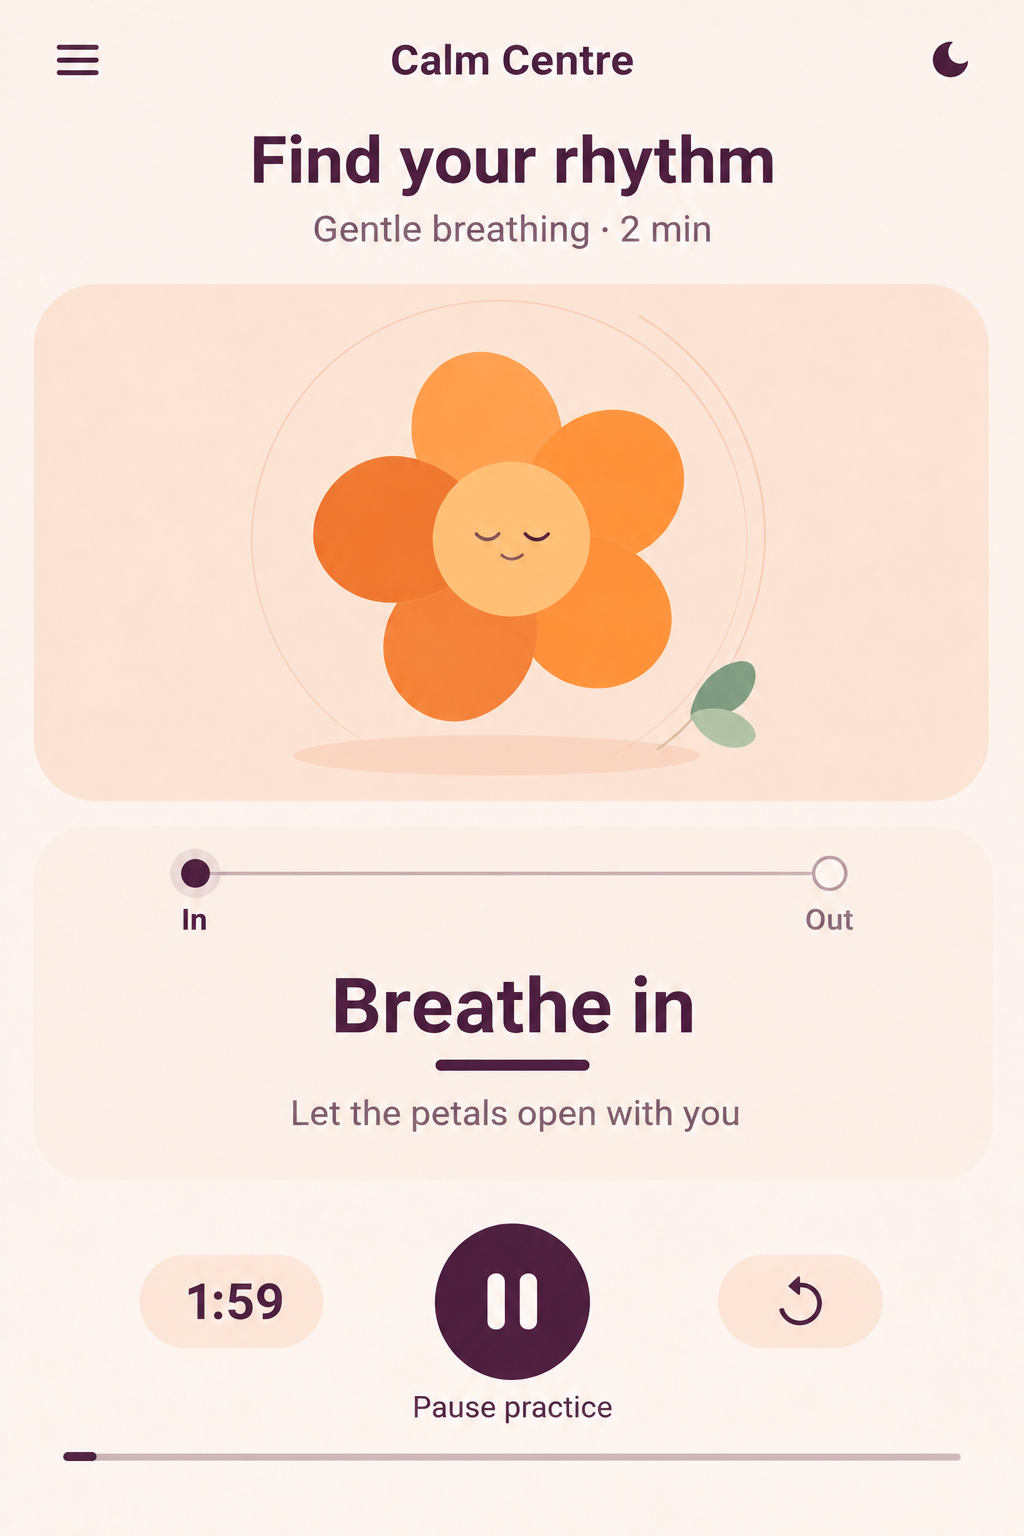 Calm Centre
Find your rhythm
Gentle breathing · 2 min
In
Out
Breathe in
Let the petals open with you
1:59
Pause practice